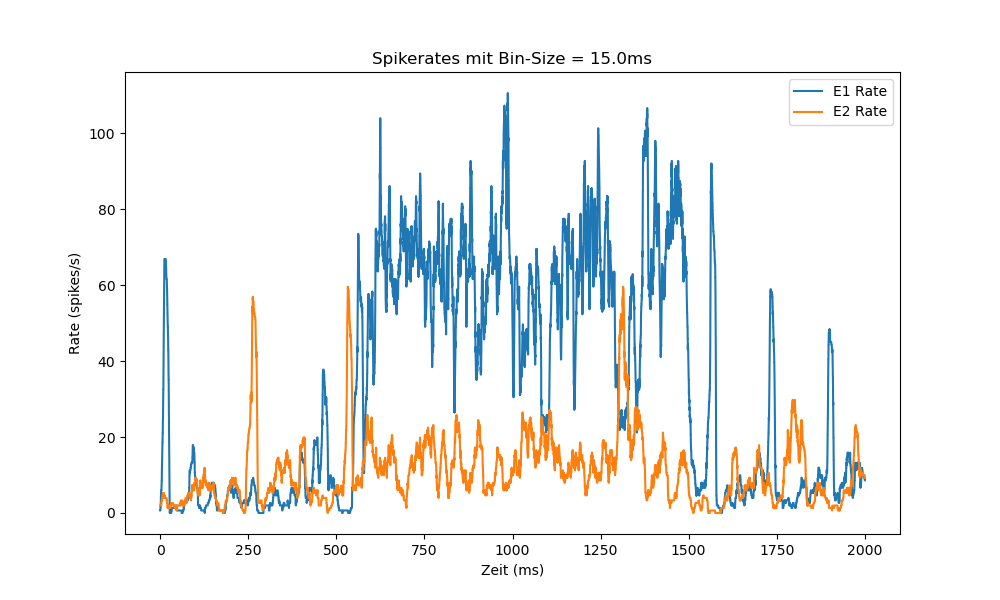 Spikerates mit Bin-Size = 15.0ms
E1 Rate
E2 Rate
Rate (spikes/s)
100
80
60
40
20
0
0 250 500 750 1000 1250 1500 1750 2000
Zeit (ms)